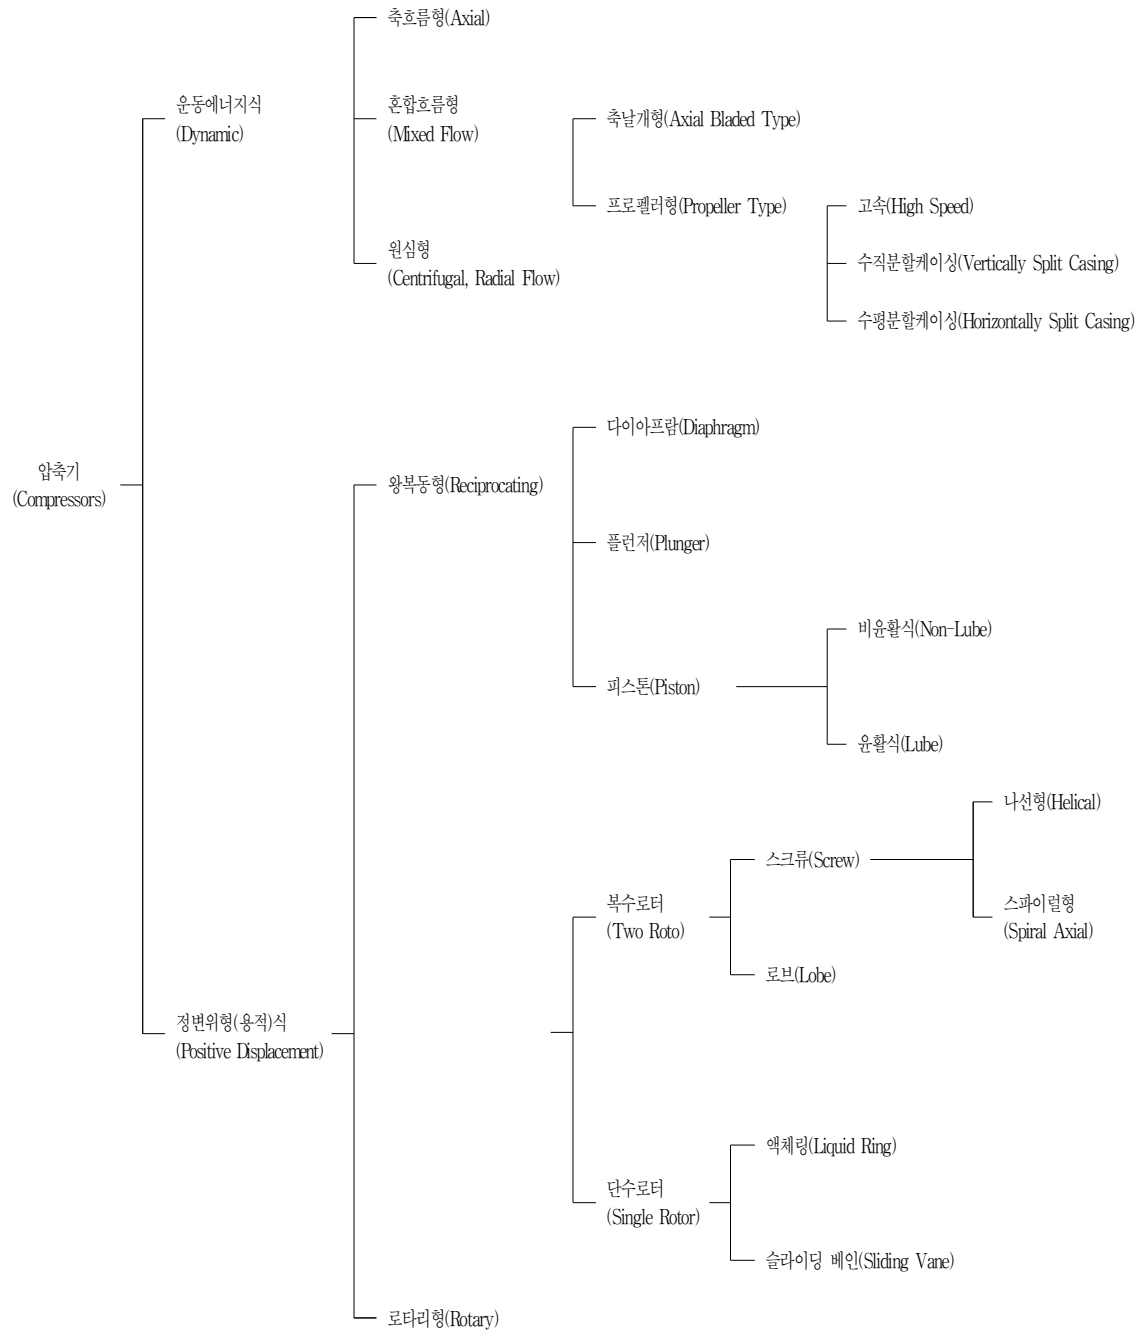 압축기
(Compressors)
운동에너지식
(Dynamic)
축흐름형(Axial)
혼합흐름형
(Mixed Flow)
축날개형(Axial Bladed Type)
프로펠러형(Propeller Type)
원심형
(Centrifugal, Radial Flow)
고속(High Speed)
수직분할케이싱(Vertically Split Casing)
수평분할케이싱(Horizontally Split Casing)
정변위형(용적)식
(Positive Displacement)
왕복동형(Reciprocating)
다이아프람(Diaphragm)
플런저(Plunger)
피스톤(Piston)
비윤활식(Non-Lube)
윤활식(Lube)
복수로터
(Two Roto)
스크류(Screw)
나선형(Helical)
스파이럴형
(Spiral Axial)
로브(Lobe)
단수로터
(Single Rotor)
액체링(Liquid Ring)
슬라이딩 베인(Sliding Vane)
로타리형(Rotary)